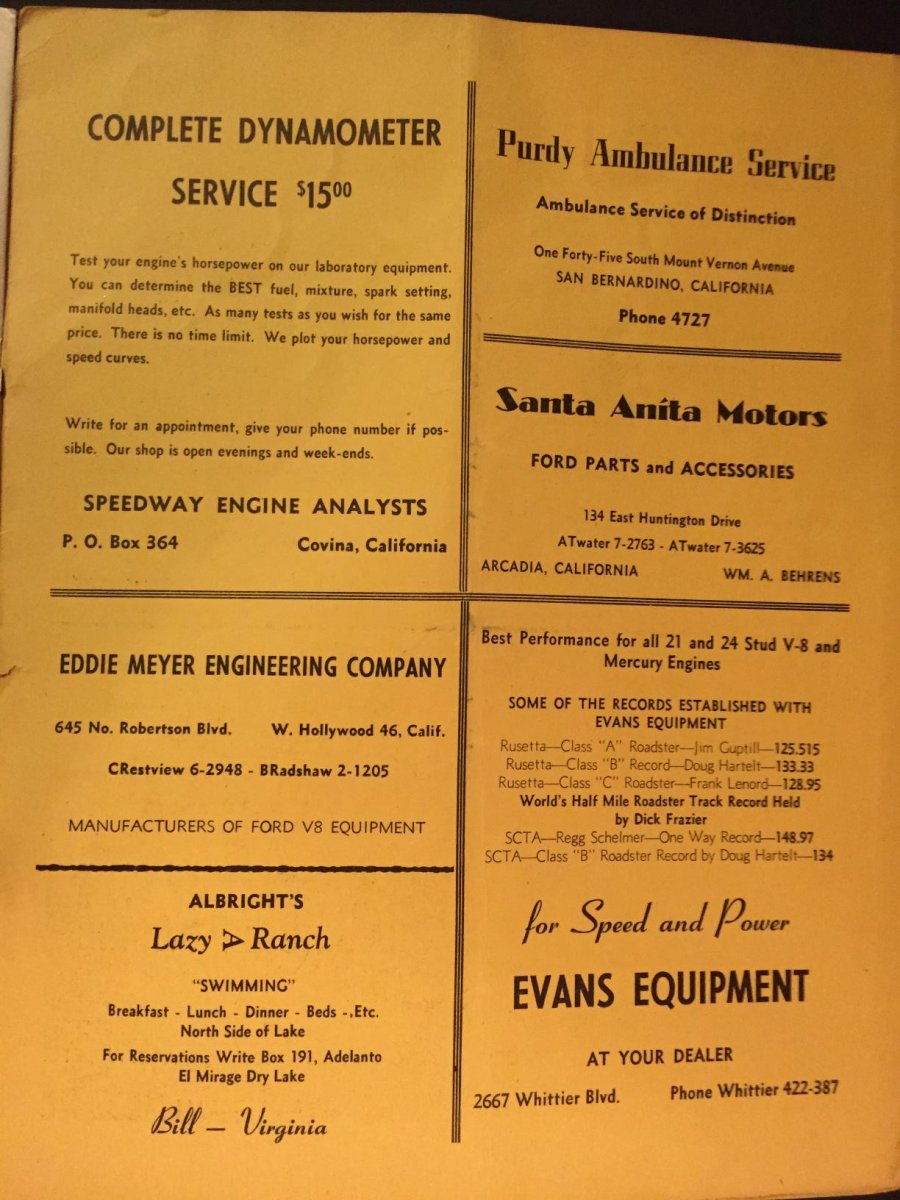 COMPLETE DYNAMOMETER
SERVICE $15.00
Test your engine's horsepower on our laboratory equipment.
You can determine the BEST fuel, mixture, spark setting,
manifold heads, etc. As many tests as you wish for the same
price. There is no time limit. We plot your horsepower and
speed curves.
Write for an appointment, give your phone number if pos-
sible. Our shop is open evenings and week-ends.
SPEEDWAY ENGINE ANALYSTS
P. O. Box 364 Covina, California
Purdy Ambulance Service
Ambulance Service of Distinction
One Forty-Five South Mount Vernon Avenue
SAN BERNARDINO, CALIFORNIA
Phone 4727
Santa Anita Motors
FORD PARTS and ACCESSORIES
134 East Huntington Drive
ATwater 7-2763 - ATwater 7-3625
ARCADIA, CALIFORNIA WM. A. BEHRENS
EDDIE MEYER ENGINEERING COMPANY
645 No. Robertson Blvd. W. Hollywood 46, Calif.
CRestview 6-2948 - BRadshaw 2-1205
MANUFACTURERS OF FORD V8 EQUIPMENT
ALBRIGHT'S
Lazy A Ranch
"SWIMMING"
Breakfast - Lunch - Dinner - Beds -,Etc.
North Side of Lake
For Reservations Write Box 191, Adelanto
El Mirage Dry Lake
Bill — Virginia
Best Performance for all 21 and 24 Stud V-8 and
Mercury Engines
SOME OF THE RECORDS ESTABLISHED WITH
EVANS EQUIPMENT
Rusetta—Class "A" Roadster—Jim Guptill—125.515
Rusetta—Class "B" Record—Doug Hartelt—133.33
Rusetta—Class "C" Roadster—Frank Lenord—128.95
World's Half Mile Roadster Track Record Held
by Dick Frazier
SCTA—Regg Schelmer—One Way Record—148.97
SCTA—Class "B" Roadster Record by Doug Hartelt—134
for Speed and Power
EVANS EQUIPMENT
AT YOUR DEALER
2667 Whittier Blvd. Phone Whittier 422-387